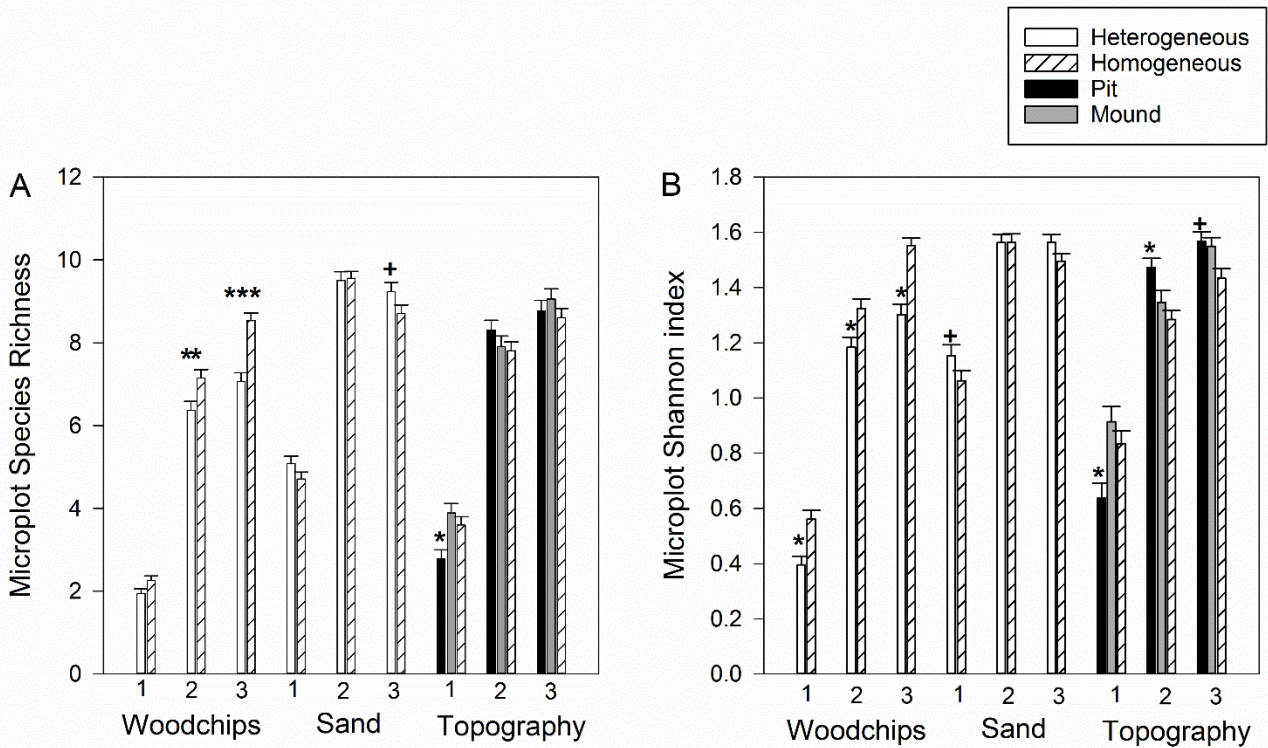 Heterogeneous
Homogeneous
Pit
Mound
A
Microplot Species Richness
12
10
8
6
4
2
0
***
**
+
*
1 2 3 1 2 3 1 2 3
Woodchips Sand Topography
B
Microplot Shannon index
1.8
1.6
1.4
1.2
1.0
0.8
0.6
0.4
0.2
0.0
* * * + * * +
1 2 3 1 2 3 1 2 3
Woodchips Sand Topography